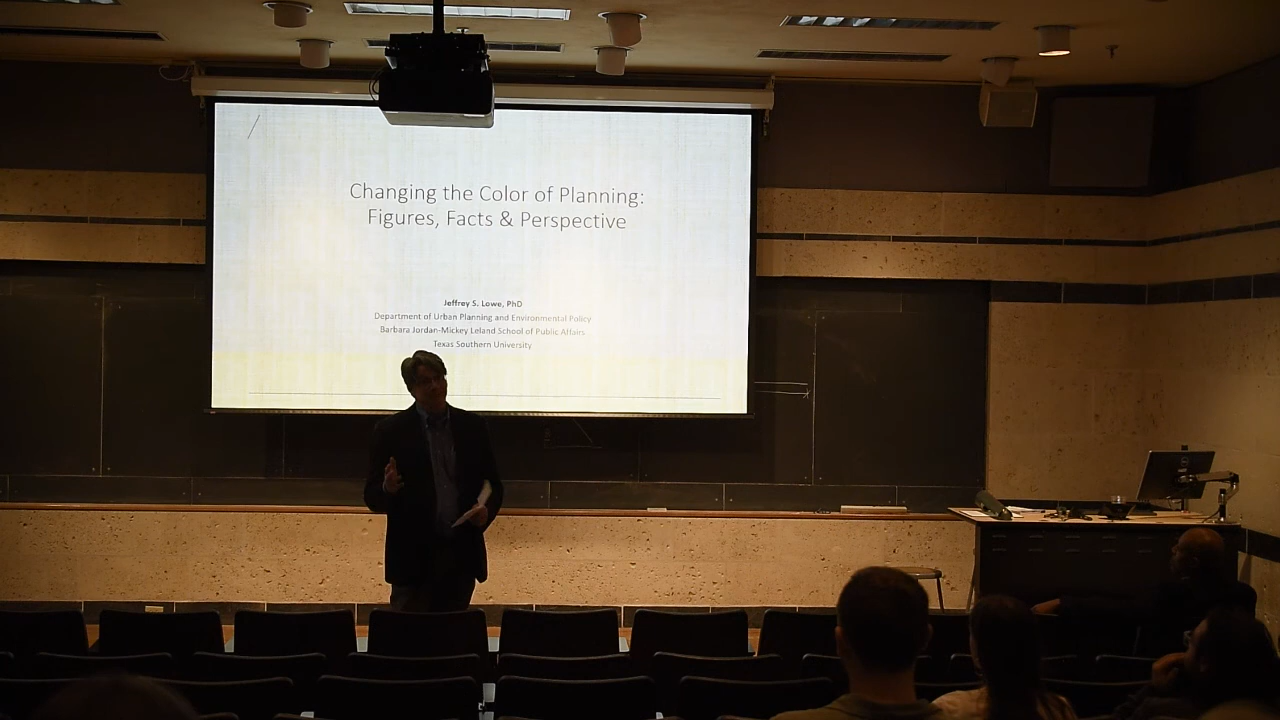 Changing the Color of Planning:
Figures, Facts & Perspective
Jeffrey S. Lowe, PhD
Department of Urban Planning and Environmental Policy
Barbara Jordan-Mickey Leland School of Public Affairs
Texas Southern University